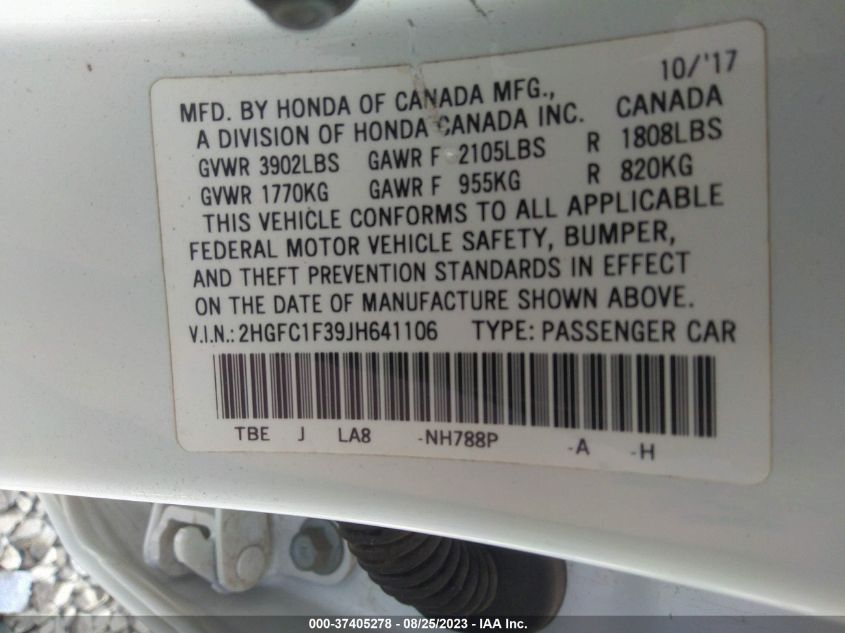 10/'17
MFD. BY HONDA OF CANADA MFG.,
A DIVISION OF HONDA CANADA INC. CANADA
GVWR 3902LBS GAWR F 2105LBS R 1808LBS
GVWR 1770KG GAWR F 955KG R 820KG
THIS VEHICLE CONFORMS TO ALL APPLICABLE
FEDERAL MOTOR VEHICLE SAFETY, BUMPER,
AND THEFT PREVENTION STANDARDS IN EFFECT
ON THE DATE OF MANUFACTURE SHOWN ABOVE.
V.I.N.: 2HGFC1F39JH641106 TYPE: PASSENGER CAR
TBE J LA8 -NH788P -A -H
000-37405278 - 08/25/2023 - IAA Inc.